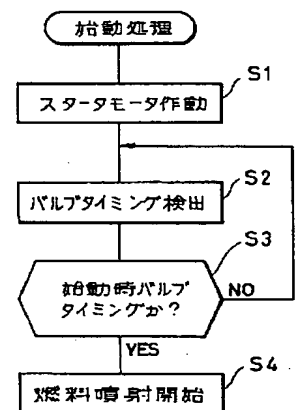 始動処理
S1
スタータモータ作動
S2
バルブタイミング検出
S3
始動時バルブ
タイミングか?
NO
YES
S4
燃料噴射開始